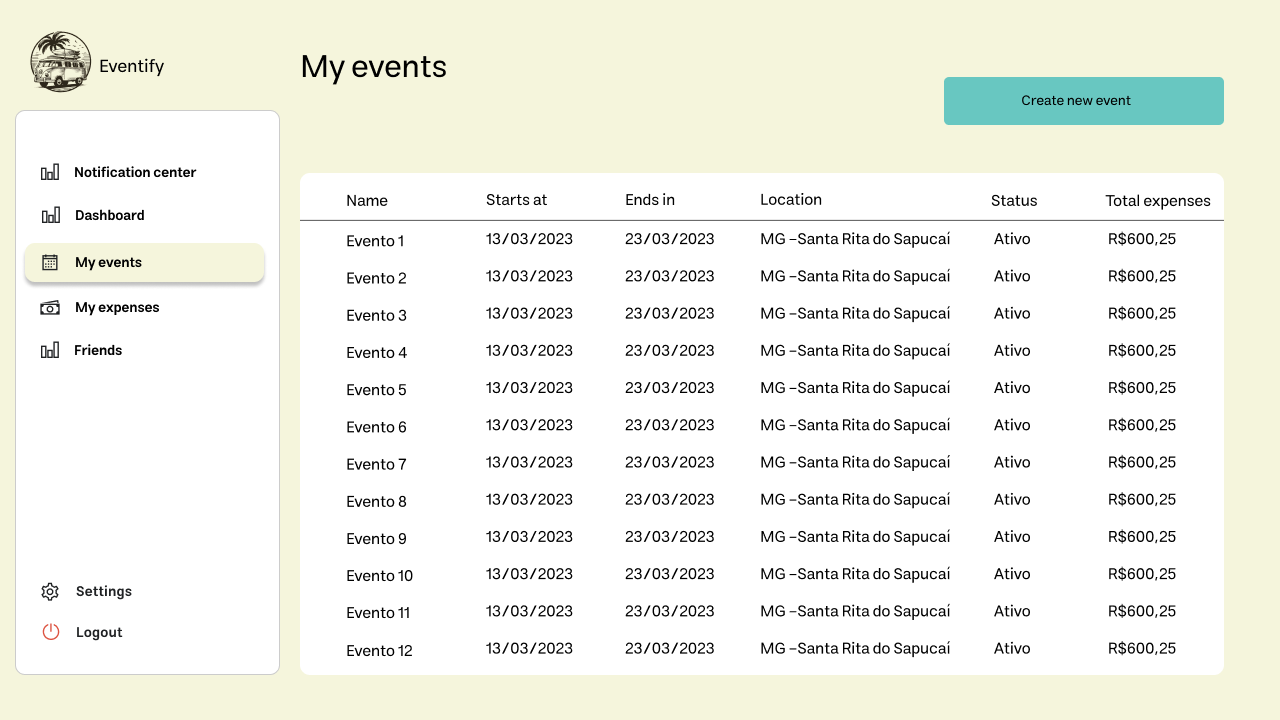 Eventify
My events
Create new event
Notification center
Dashboard
My events
My expenses
Friends
Settings
Logout
Name Starts at Ends in Location Status Total expenses
Evento 1 13/03/2023 23/03/2023 MG –Santa Rita do Sapucaí Ativo R$600,25
Evento 2 13/03/2023 23/03/2023 MG –Santa Rita do Sapucaí Ativo R$600,25
Evento 3 13/03/2023 23/03/2023 MG –Santa Rita do Sapucaí Ativo R$600,25
Evento 4 13/03/2023 23/03/2023 MG –Santa Rita do Sapucaí Ativo R$600,25
Evento 5 13/03/2023 23/03/2023 MG –Santa Rita do Sapucaí Ativo R$600,25
Evento 6 13/03/2023 23/03/2023 MG –Santa Rita do Sapucaí Ativo R$600,25
Evento 7 13/03/2023 23/03/2023 MG –Santa Rita do Sapucaí Ativo R$600,25
Evento 8 13/03/2023 23/03/2023 MG –Santa Rita do Sapucaí Ativo R$600,25
Evento 9 13/03/2023 23/03/2023 MG –Santa Rita do Sapucaí Ativo R$600,25
Evento 10 13/03/2023 23/03/2023 MG –Santa Rita do Sapucaí Ativo R$600,25
Evento 11 13/03/2023 23/03/2023 MG –Santa Rita do Sapucaí Ativo R$600,25
Evento 12 13/03/2023 23/03/2023 MG –Santa Rita do Sapucaí Ativo R$600,25